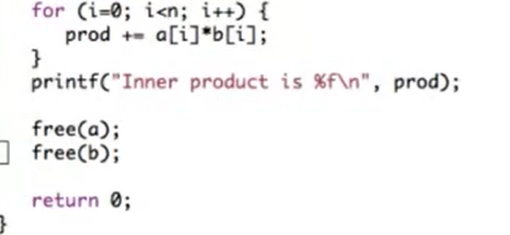 for (i=0; i<n; i++) {
prod += a[i]*b[i];
}
printf("Inner product is %f\n", prod);
free(a);
free(b);
return 0;
}